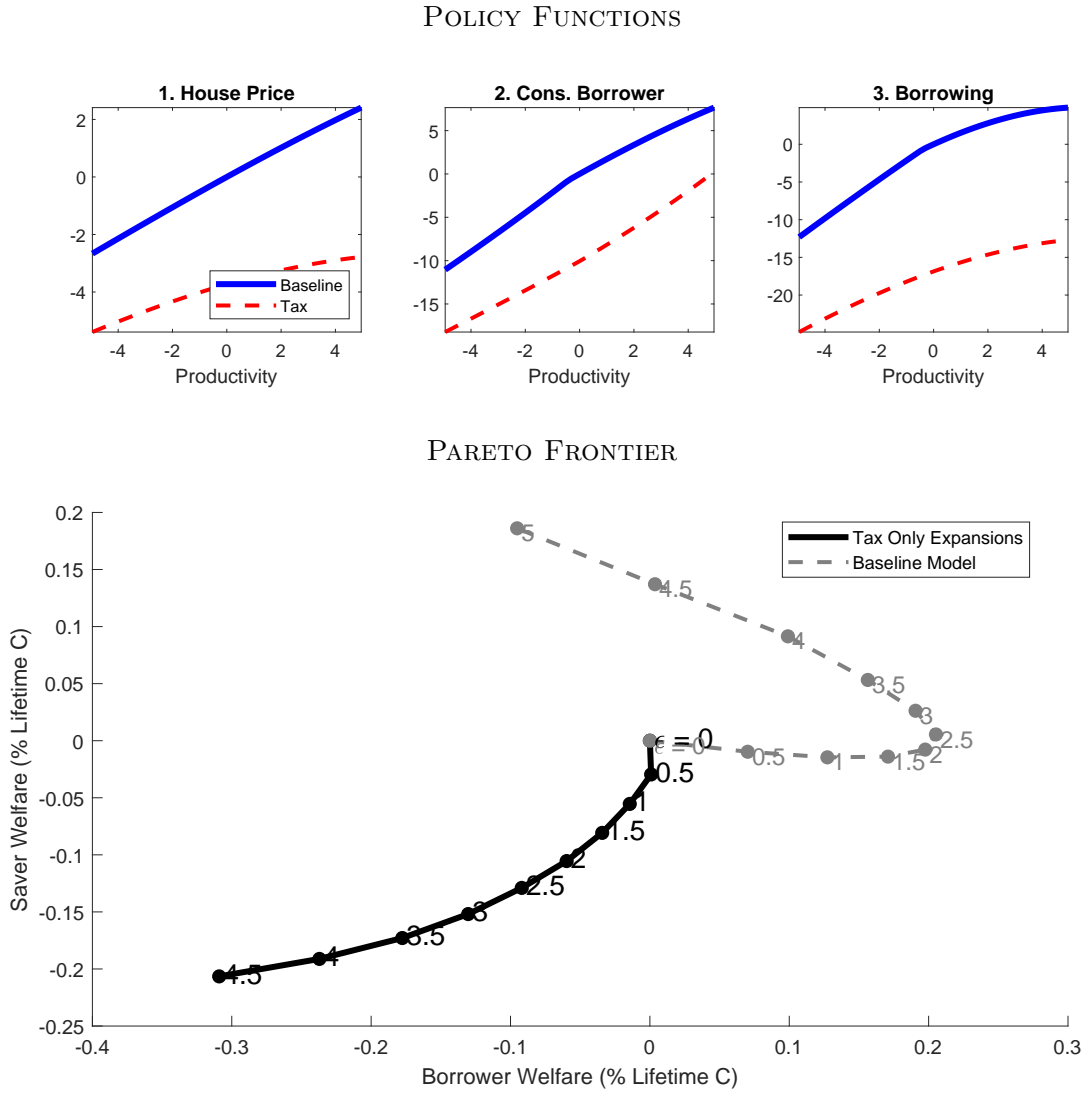 POLICY FUNCTIONS
1. House Price
2
0
-2
-4
-4 -2 0 2 4
Productivity
Baseline
Tax
2. Cons. Borrower
5
0
-5
-10
-15
-4 -2 0 2 4
Productivity
3. Borrowing
0
-5
-10
-15
-20
-4 -2 0 2 4
Productivity
PARETO FRONTIER
0.2
0.15
0.1
0.05
0
-0.05
-0.1
-0.15
-0.2
-0.25
Saver Welfare (% Lifetime C)
-0.4 -0.3 -0.2 -0.1 0 0.1 0.2 0.3
Borrower Welfare (% Lifetime C)
Tax Only Expansions
Baseline Model
5
4.5
4
3.5
3
2.5
2
1.5
1
0.5
ϵ = 0
ϵ = 0
0.5
1
1.5
2
2.5
3
3.5
4
4.5